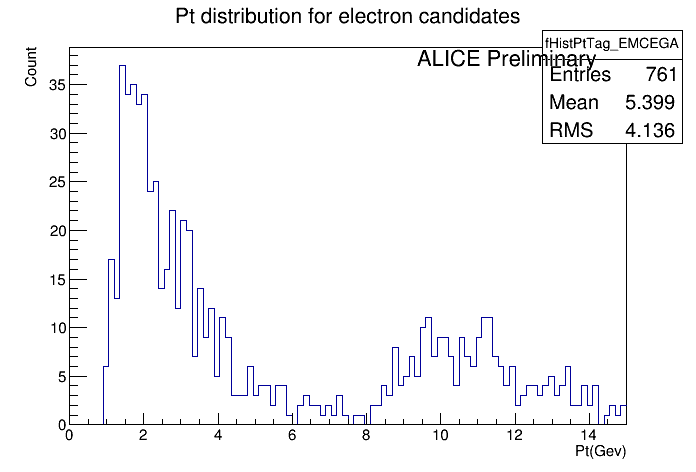 Pt distribution for electron candidates
ALICE Preliminary
fHistPtTag_EMCEGA
Entries 761
Mean 5.399
RMS 4.136
Count
35
30
25
20
15
10
5
0
0 2 4 6 8 10 12 14
Pt(Gev)